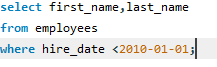 select first_name,last_name
from employees
where hire_date <2010-01-01;